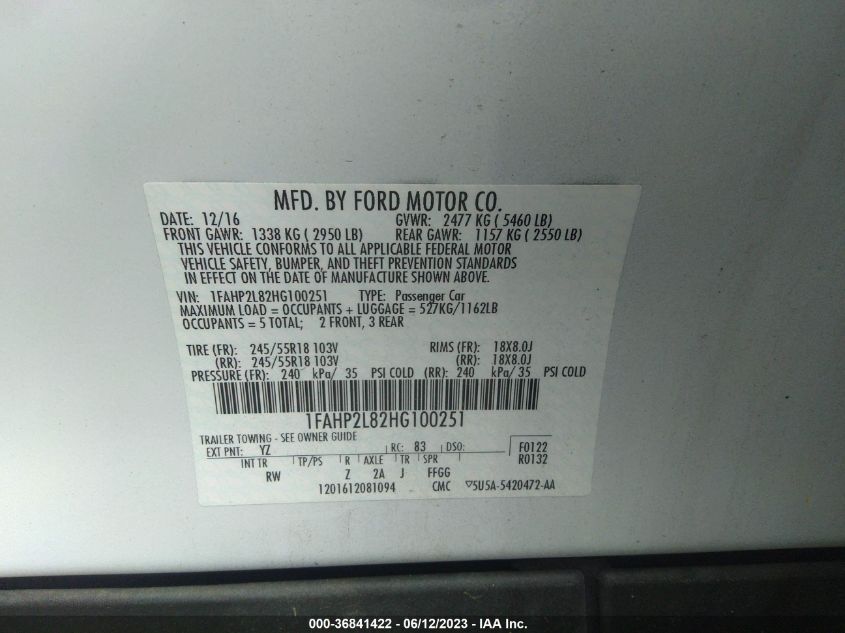 MFD. BY FORD MOTOR CO.
DATE: 12/16 GVWR: 2477 KG ( 5460 LB)
FRONT GAWR: 1338 KG ( 2950 LB) REAR GAWR: 1157 KG ( 2550 LB)
THIS VEHICLE CONFORMS TO ALL APPLICABLE FEDERAL MOTOR
VEHICLE SAFETY, BUMPER, AND THEFT PREVENTION STANDARDS
IN EFFECT ON THE DATE OF MANUFACTURE SHOWN ABOVE.
VIN: 1FAHP2L82HG100251 TYPE: Passenger Car
MAXIMUM LOAD = OCCUPANTS + LUGGAGE = 527KG/1162LB
OCCUPANTS = 5 TOTAL; 2 FRONT, 3 REAR
TIRE (FR): 245/55R18 103V RIMS (FR): 18X8.0J
(RR): 245/55R18 103V (RR): 18X8.0J
PRESSURE (FR): 240 kPa/ 35 PSI COLD (RR): 240 kPa/ 35 PSI COLD
1FAHP2L82HG100251
TRAILER TOWING - SEE OWNER GUIDE
EXT PNT: YZ RC: 83 DSO: F0122
INT TR TP/PS R AXLE TR SPR R0132
RW Z 2A J FFGG
1201612081094 CMC ▽5U5A-5420472-AA
000-36841422 - 06/12/2023 - IAA Inc.